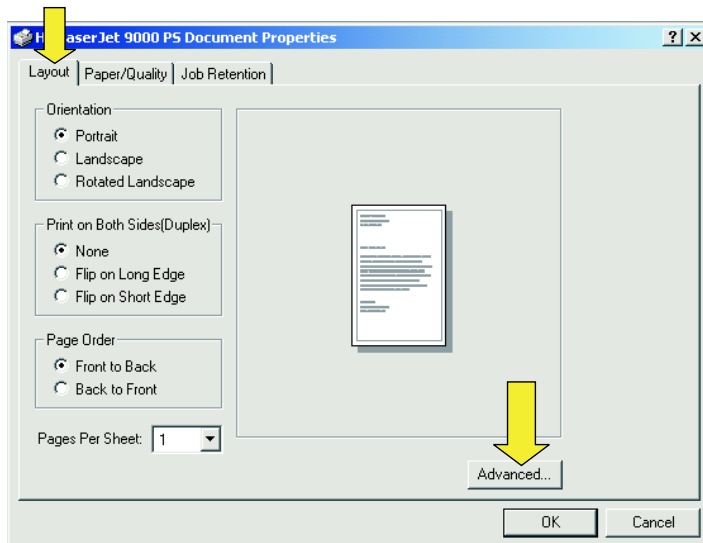 HP LaserJet 9000 PS Document Properties
Layout
Paper/Quality
Job Retention
Orientation
Portrait
Landscape
Rotated Landscape
Print on Both Sides(Duplex)
None
Flip on Long Edge
Flip on Short Edge
Page Order
Front to Back
Back to Front
Pages Per Sheet: 1
Advanced...
OK
Cancel